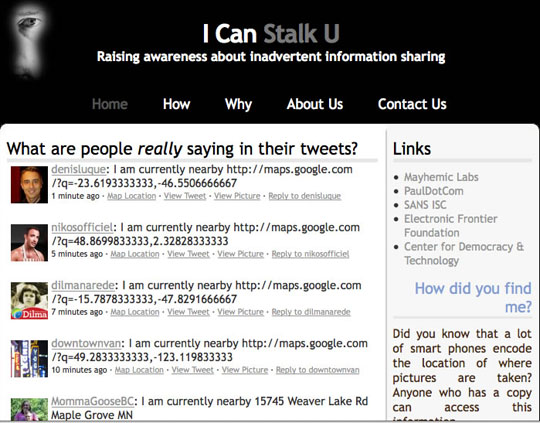 I Can Stalk U
Raising awareness about inadvertent information sharing
Home How Why About Us Contact Us
What are people really saying in their tweets?
denisluque: I am currently nearby http://maps.google.com
/?q=-23.6193333333,-46.5506666667
1 minute ago · Map Location · View Tweet · View Picture · Reply to denisluque
nikosofficiel: I am currently nearby http://maps.google.com
/?q=48.8699833333,2.32828333333
5 minutes ago · Map Location · View Tweet · View Picture · Reply to nikosofficiel
dilmanarede: I am currently nearby http://maps.google.com
/?q=-15.7878333333,-47.8291666667
Dilma
7 minutes ago · Map Location · View Tweet · View Picture · Reply to dilmanarede
downtownvan: I am currently nearby http://maps.google.com
/?q=49.2833333333,-123.119833333
10 minutes ago · Map Location · View Tweet · View Picture · Reply to downtownvan
MommaGooseBC: I am currently nearby 15745 Weaver Lake Rd
Maple Grove MN
Links
• Mayhemic Labs
• PaulDotCom
• SANS ISC
• Electronic Frontier
Foundation
• Center for Democracy &
Technology
How did you find
me?
Did you know that a lot
of smart phones encode
the location of where
pictures are taken?
Anyone who has a copy
can access this
information